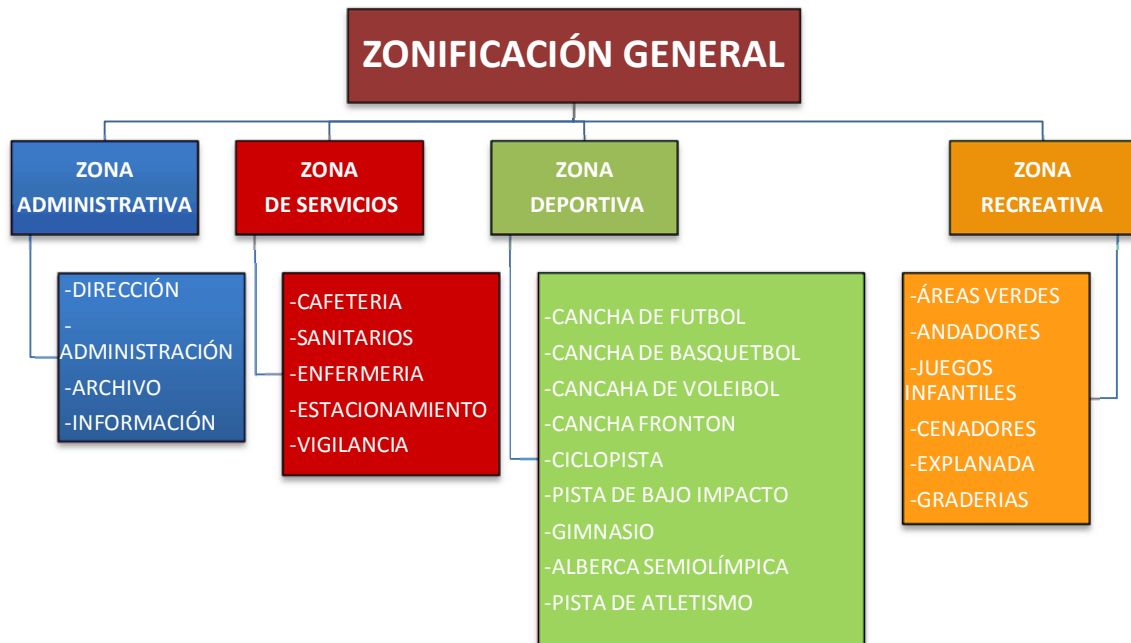 ZONIFICACIÓN GENERAL
ZONA
ADMINISTRATIVA
-DIRECCIÓN
-
ADMINISTRACIÓN
-ARCHIVO
-INFORMACIÓN
ZONA
DE SERVICIOS
-CAFETERIA
-SANITARIOS
-ENFERMERIA
-ESTACIONAMIENTO
-VIGILANCIA
ZONA
DEPORTIVA
-CANCHA DE FUTBOL
-CANCHA DE BASQUETBOL
-CANCAHA DE VOLEIBOL
-CANCHA FRONTON
-CICLOPISTA
-PISTA DE BAJO IMPACTO
-GIMNASIO
-ALBERCA SEMIOLÍMPICA
-PISTA DE ATLETISMO
ZONA
RECREATIVA
-ÁREAS VERDES
-ANDADORES
-JUEGOS
INFANTILES
-CENADORES
-EXPLANADA
-GRADERIAS